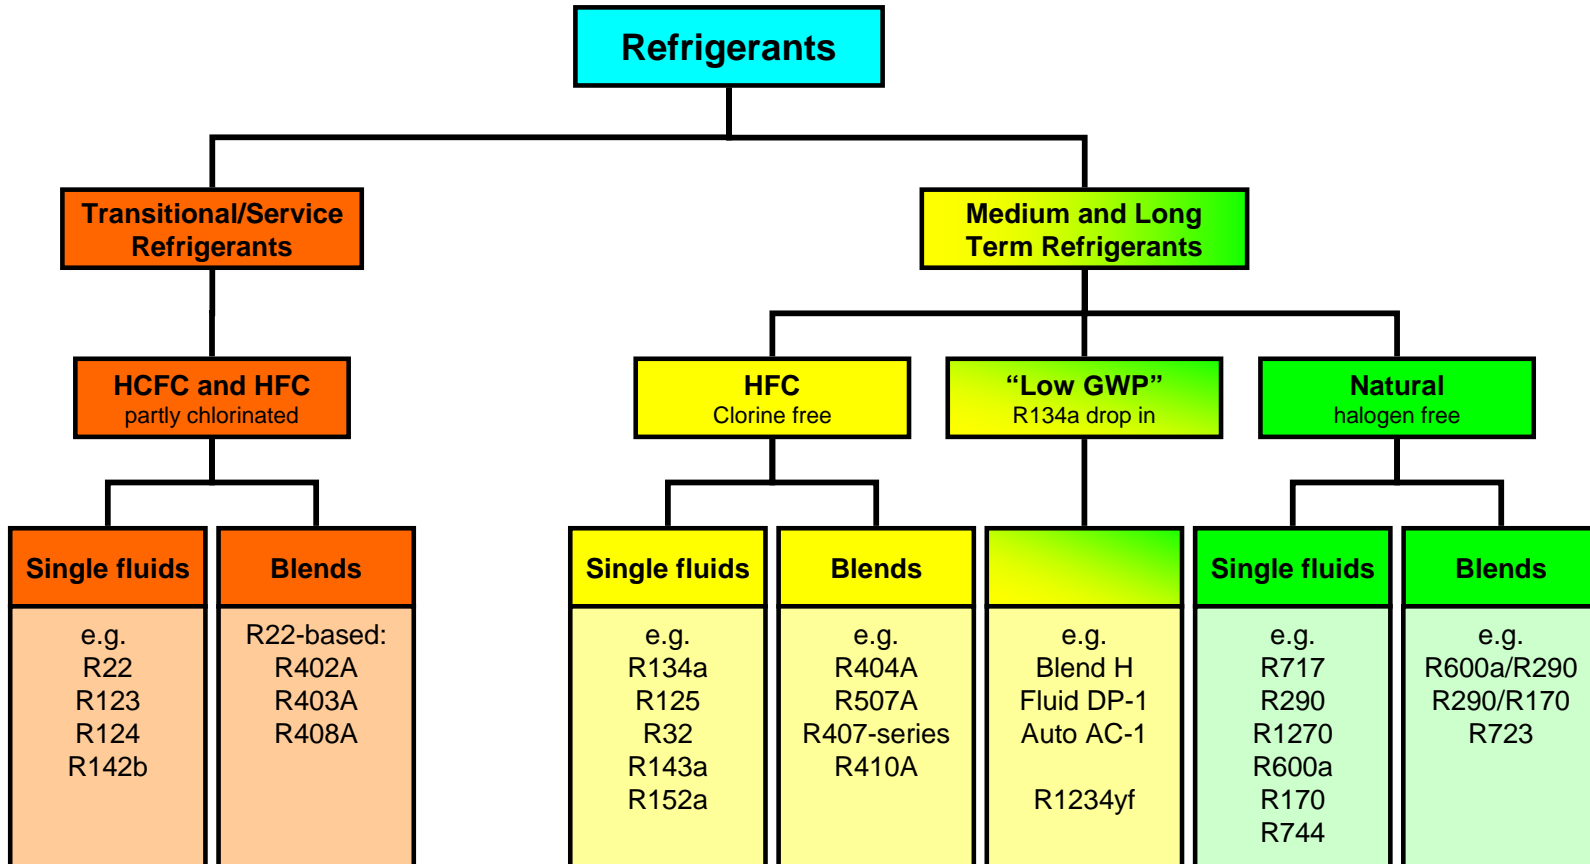 Refrigerants
Transitional/Service
Refrigerants
Medium and Long
Term Refrigerants
HCFC and HFC
partly chlorinated
HFC
Clorine free
“Low GWP”
R134a drop in
Natural
halogen free
Single fluids
e.g.
R22
R123
R124
R142b
Blends
R22-based:
R402A
R403A
R408A
Single fluids
e.g.
R134a
R125
R32
R143a
R152a
Blends
e.g.
R404A
R507A
R407-series
R410A
e.g.
Blend H
Fluid DP-1
Auto AC-1
R1234yf
Single fluids
e.g.
R717
R290
R1270
R600a
R170
R744
Blends
e.g.
R600a/R290
R290/R170
R723